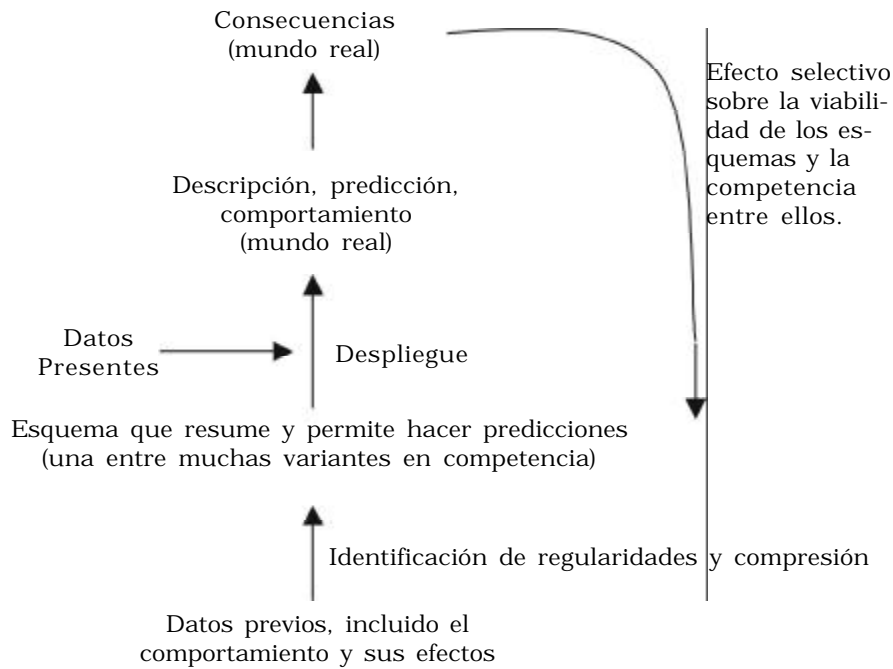 Consecuencias
(mundo real)
Efecto selectivo
sobre la viabili-
dad de los es-
quemas y la
competencia
entre ellos.
Descripción, predicción,
comportamiento
(mundo real)
Datos
Presentes
Despliegue
Esquema que resume y permite hacer predicciones
(una entre muchas variantes en competencia)
Identificación de regularidades y compresión
Datos previos, incluido el
comportamiento y sus efectos